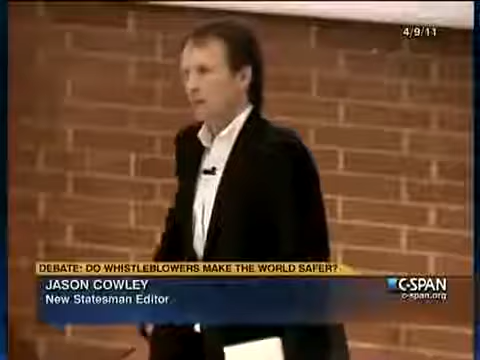 4/9/11
DEBATE: DO WHISTLEBLOWERS MAKE THE WORLD SAFER?
JASON COWLEY
New Statesman Editor
C-SPAN
c-span.org